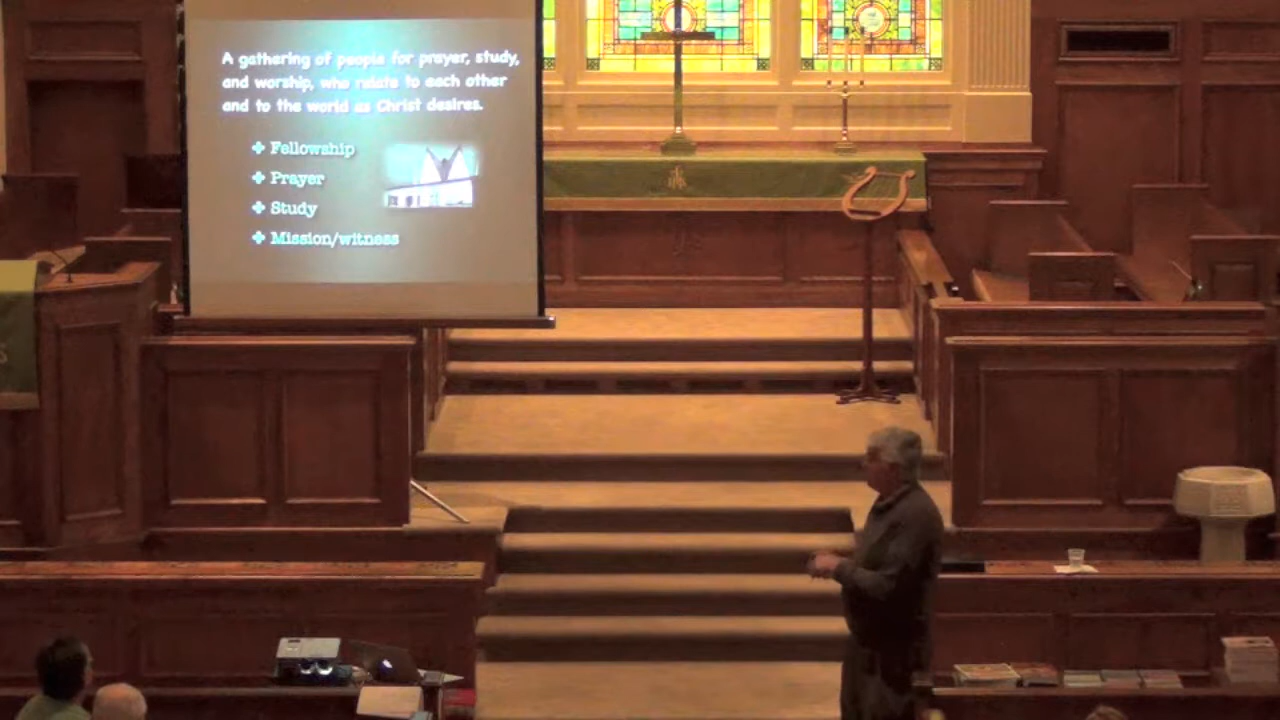 A gathering of people for prayer, study,
and worship, who relate to each other
and to the world as Christ desires.
✤ Fellowship
✤ Prayer
✤ Study
✤ Mission/witness